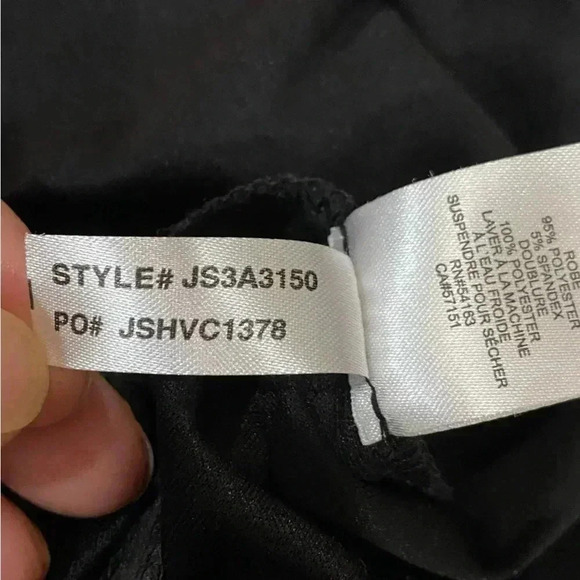 STYLE# JS3A3150
PO# JSHVC1378
ROBE
95% POLYESTER
5% SPANDEX
DOUBLURE
100% POLYESTER
LAVER À LA MACHINE
À L'EAU FROIDE
SUSPENDRE POUR SÉCHER
RN#54163
CA#57151